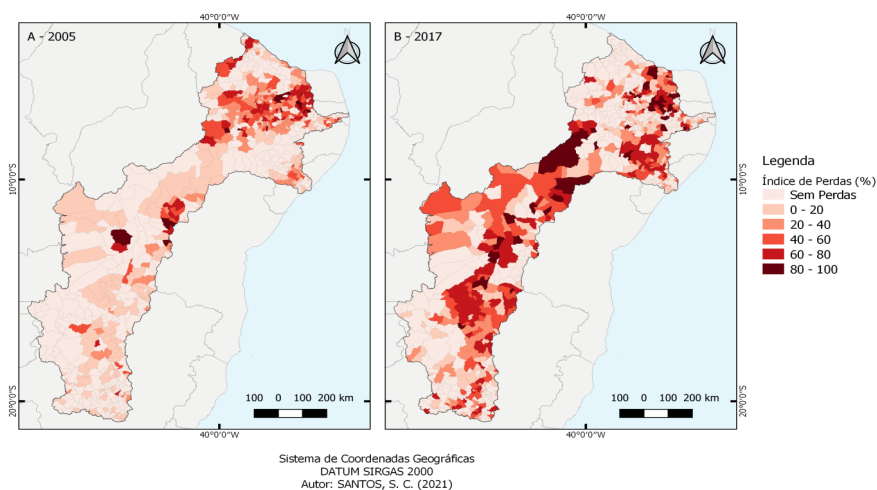 40°0'0"W
40°0'0"W
A - 2005
N
B - 2017
N
10°0'0"S
10°0'0"S
20°0'0"S
20°0'0"S
100 0 100 200 km
100 0 100 200 km
40°0'0"W
40°0'0"W
Legenda
Índice de Perdas (%)
Sem Perdas
0 - 20
20 - 40
40 - 60
60 - 80
80 - 100
Sistema de Coordenadas Geográficas
DATUM SIRGAS 2000
Autor: SANTOS, S. C. (2021)